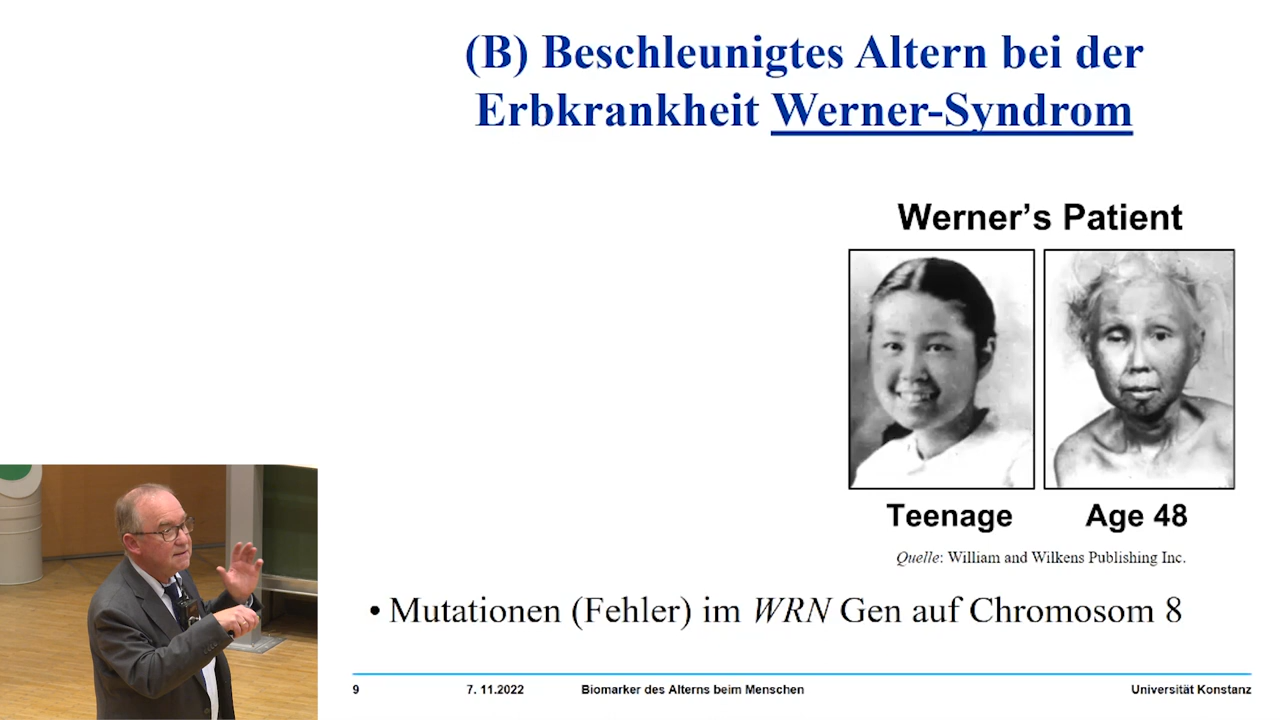 (B) Beschleunigtes Altern bei der
Erbkrankheit Werner-Syndrom
Werner's Patient
Teenage Age 48
Quelle: William and Wilkens Publishing Inc.
• Mutationen (Fehler) im WRN Gen auf Chromosom 8
9 7. 11.2022 Biomarker des Alterns beim Menschen Universität Konstanz